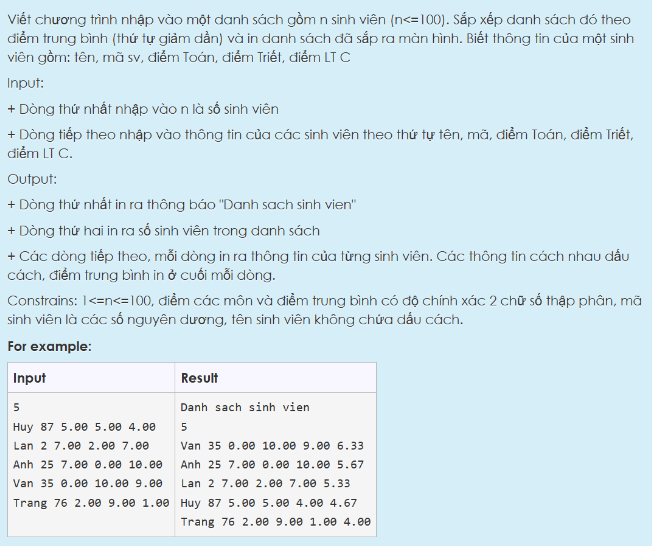 Viết chương trình nhập vào một danh sách gồm n sinh viên (n<=100). Sắp xếp danh sách đó theo
điểm trung bình (thứ tự giảm dần) và in danh sách đã sắp ra màn hình. Biết thông tin của một sinh
viên gồm: tên, mã sv, điểm Toán, điểm Triết, điểm LT C
Input:
+ Dòng thứ nhất nhập vào n là số sinh viên
+ Dòng tiếp theo nhập vào thông tin của các sinh viên theo thứ tự tên, mã, điểm Toán, điểm Triết,
điểm LT C.
Output:
+ Dòng thứ nhất in ra thông báo "Danh sach sinh vien"
+ Dòng thứ hai in ra số sinh viên trong danh sách
+ Các dòng tiếp theo, mỗi dòng in ra thông tin của từng sinh viên. Các thông tin cách nhau dấu
cách, điểm trung bình in ở cuối mỗi dòng.
Constrains: 1<=n<=100, điểm các môn và điểm trung bình có độ chính xác 2 chữ số thập phân, mã
sinh viên là các số nguyên dương, tên sinh viên không chứa dấu cách.
For example:
Input Result
5 Danh sach sinh vien
Huy 87 5.00 5.00 4.00 5
Lan 2 7.00 2.00 7.00 Van 35 0.00 10.00 9.00 6.33
Anh 25 7.00 0.00 10.00 Anh 25 7.00 0.00 10.00 5.67
Van 35 0.00 10.00 9.00 Lan 2 7.00 2.00 7.00 5.33
Trang 76 2.00 9.00 1.00 Huy 87 5.00 5.00 4.00 4.67
Trang 76 2.00 9.00 1.00 4.00